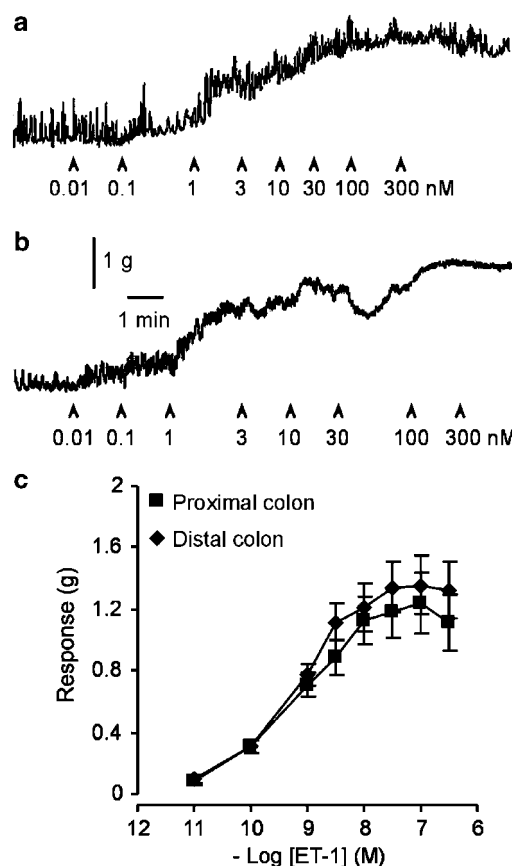 a
0.01 0.1 1 3 10 30 100 300 nM
b
1 g
1 min
0.01 0.1 1 3 10 30 100 300 nM
c
2
Proximal colon
Distal colon
1.6
1.2
0.8
0.4
0
Response (g)
12 11 10 9 8 7 6
- Log [ET-1] (M)